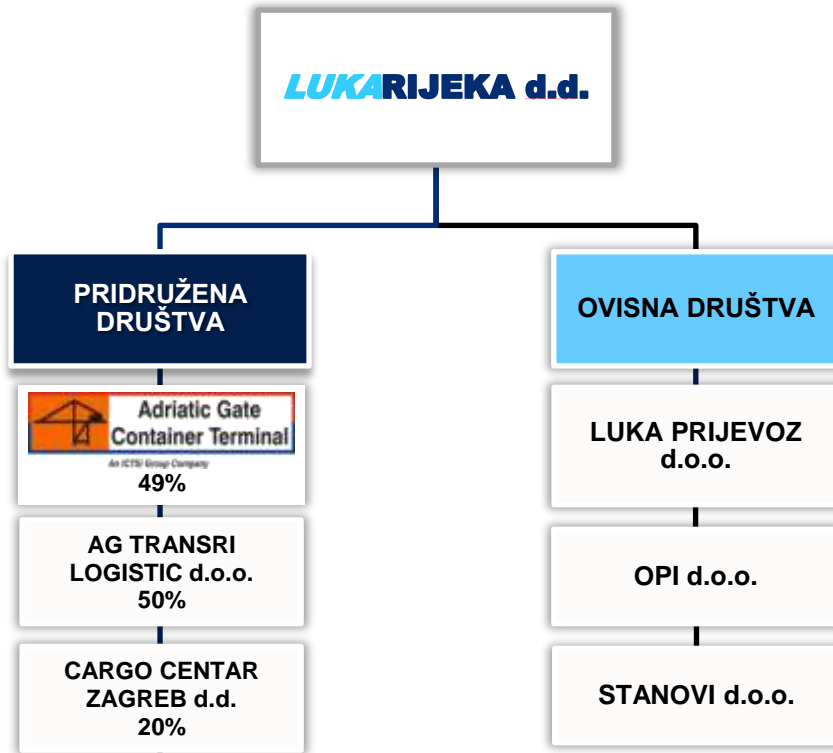 LUKARIJEKA d.d.
PRIDRUŽENA
DRUŠTVA
Adriatic Gate
Container Terminal
An ICTSI Group Company
49%
AG TRANSRI
LOGISTIC d.o.o.
50%
CARGO CENTAR
ZAGREB d.d.
20%
OVISNA DRUŠTVA
LUKA PRIJEVOZ
d.o.o.
OPI d.o.o.
STANOVI d.o.o.